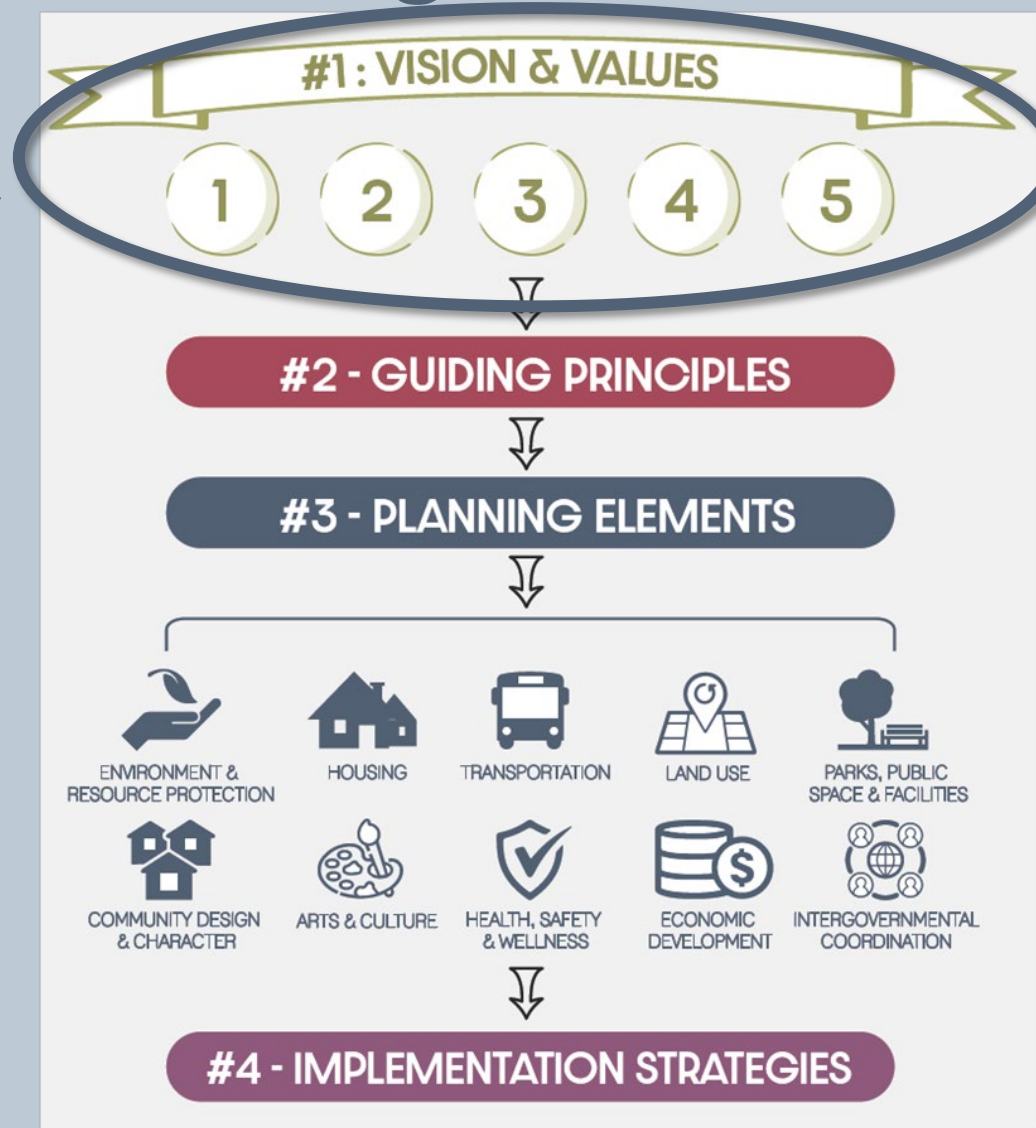 #1: VISION & VALUES
1 2 3 4 5
#2 - GUIDING PRINCIPLES
#3 - PLANNING ELEMENTS
ENVIRONMENT &
RESOURCE PROTECTION
HOUSING
TRANSPORTATION
LAND USE
PARKS, PUBLIC
SPACE & FACILITIES
COMMUNITY DESIGN
& CHARACTER
ARTS & CULTURE
HEALTH, SAFETY
& WELLNESS
$
ECONOMIC
DEVELOPMENT
INTERGOVERNMENTAL
COORDINATION
#4 - IMPLEMENTATION STRATEGIES